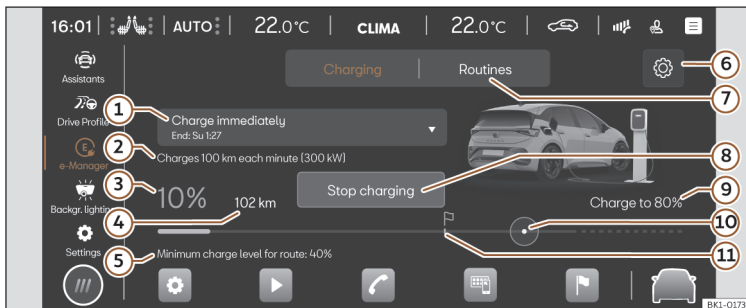 16:01 AUTO 22.0°C CLIMA 22.0°C
Assistants
Drive Profile
e-Manager
Backgr. lighting
Settings
Charging Routines
6
7
1
Charge immediately
End: Su 1:27
2
Charges 100 km each minute (300 kW)
8
3
10%
102 km
Stop charging
9
Charge to 80%
4
10
11
5
Minimum charge level for route: 40%
BK1-0173